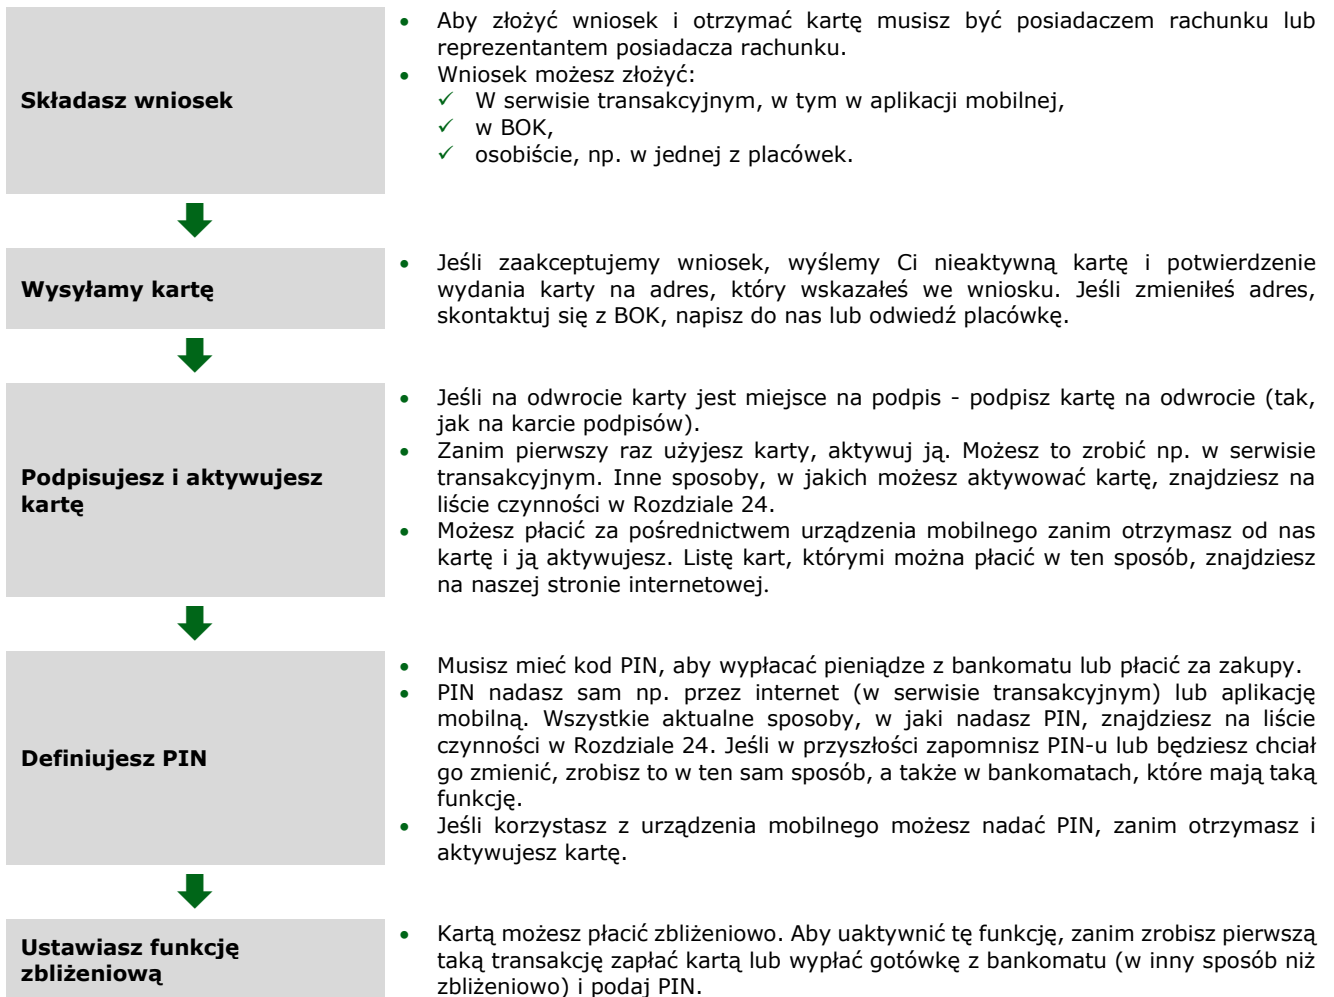 Składasz wniosek
• Aby złożyć wniosek i otrzymać kartę musisz być posiadaczem rachunku lub
reprezentantem posiadacza rachunku.
• Wniosek możesz złożyć:
✓ W serwisie transakcyjnym, w tym w aplikacji mobilnej,
✓ w BOK,
✓ osobiście, np. w jednej z placówek.
Wysyłamy kartę
• Jeśli zaakceptujemy wniosek, wyślemy Ci nieaktywną kartę i potwierdzenie
wydania karty na adres, który wskazałeś we wniosku. Jeśli zmieniłeś adres,
skontaktuj się z BOK, napisz do nas lub odwiedź placówkę.
Podpisujesz i aktywujesz
kartę
• Jeśli na odwrocie karty jest miejsce na podpis - podpisz kartę na odwrocie (tak,
jak na karcie podpisów).
• Zanim pierwszy raz użyjesz karty, aktywuj ją. Możesz to zrobić np. w serwisie
transakcyjnym. Inne sposoby, w jakich możesz aktywować kartę, znajdziesz na
liście czynności w Rozdziale 24.
• Możesz płacić za pośrednictwem urządzenia mobilnego zanim otrzymasz od nas
kartę i ją aktywujesz. Listę kart, którymi można płacić w ten sposób, znajdziesz
na naszej stronie internetowej.
Definiujesz PIN
• Musisz mieć kod PIN, aby wypłacać pieniądze z bankomatu lub płacić za zakupy.
• PIN nadasz sam np. przez internet (w serwisie transakcyjnym) lub aplikację
mobilną. Wszystkie aktualne sposoby, w jaki nadasz PIN, znajdziesz na liście
czynności w Rozdziale 24. Jeśli w przyszłości zapomnisz PIN-u lub będziesz chciał
go zmienić, zrobisz to w ten sam sposób, a także w bankomatach, które mają taką
funkcję.
• Jeśli korzystasz z urządzenia mobilnego możesz nadać PIN, zanim otrzymasz i
aktywujesz kartę.
Ustawiasz funkcję
zbliżeniową
• Kartą możesz płacić zbliżeniowo. Aby uaktywnić tę funkcję, zanim zrobisz pierwszą
taką transakcję zapłać kartą lub wypłać gotówkę z bankomatu (w inny sposób niż
zbliżeniowo) i podaj PIN.